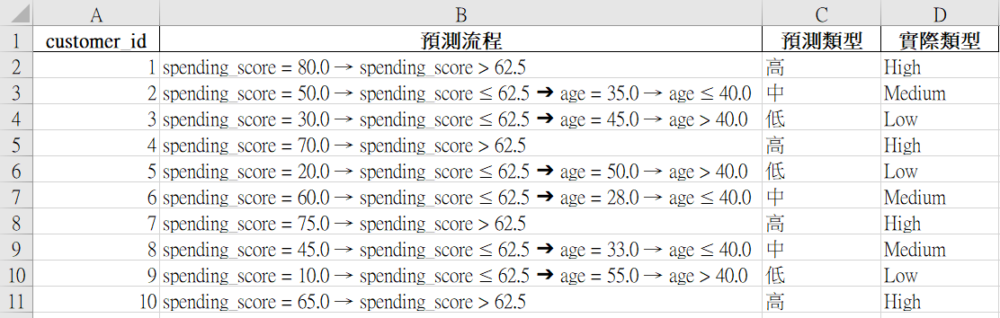 A B C D
1 customer_id 預測流程 預測類型 實際類型
2 1 spending_score = 80.0 → spending_score > 62.5 高 High
3 2 spending_score = 50.0 → spending_score ≤ 62.5 ➔ age = 35.0 → age ≤ 40.0 中 Medium
4 3 spending_score = 30.0 → spending_score ≤ 62.5 ➔ age = 45.0 → age > 40.0 低 Low
5 4 spending_score = 70.0 → spending_score > 62.5 高 High
6 5 spending_score = 20.0 → spending_score ≤ 62.5 ➔ age = 50.0 → age > 40.0 低 Low
7 6 spending_score = 60.0 → spending_score ≤ 62.5 ➔ age = 28.0 → age ≤ 40.0 中 Medium
8 7 spending_score = 75.0 → spending_score > 62.5 高 High
9 8 spending_score = 45.0 → spending_score ≤ 62.5 ➔ age = 33.0 → age ≤ 40.0 中 Medium
10 9 spending_score = 10.0 → spending_score ≤ 62.5 ➔ age = 55.0 → age > 40.0 低 Low
11 10 spending_score = 65.0 → spending_score > 62.5 高 High